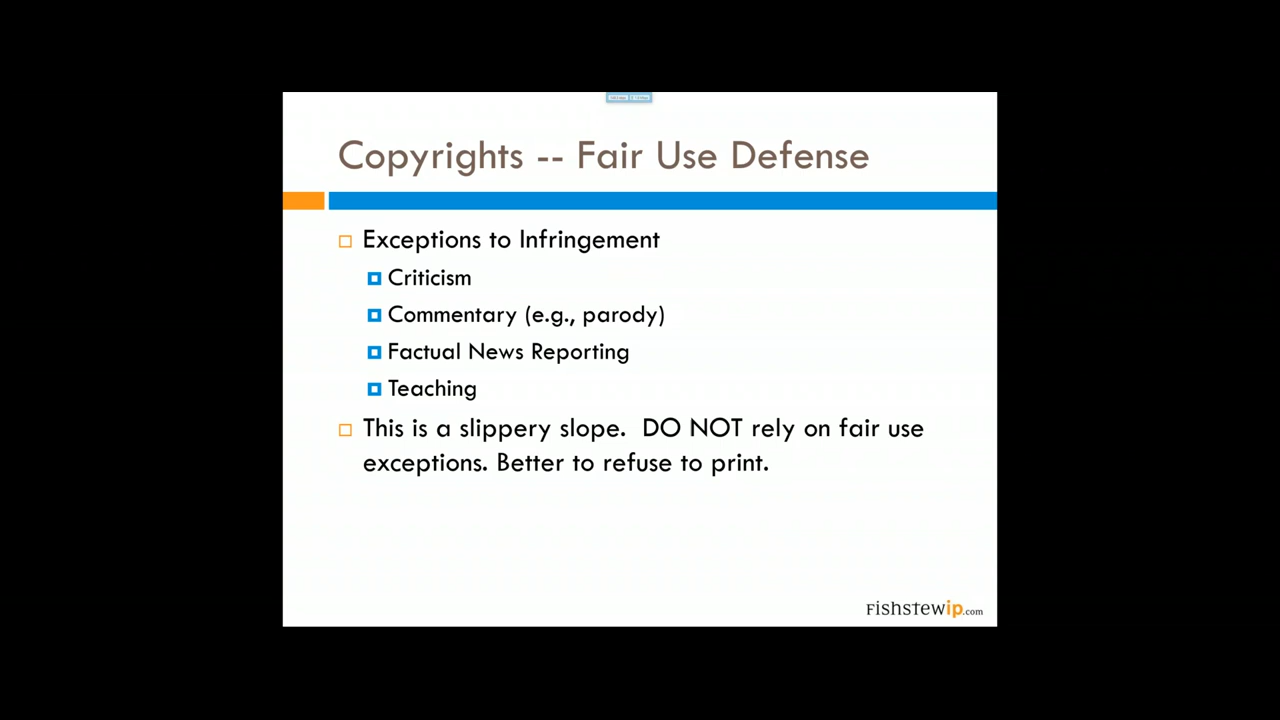 Copyrights -- Fair Use Defense
Exceptions to Infringement
Criticism
Commentary (e.g., parody)
Factual News Reporting
Teaching
This is a slippery slope.  DO NOT rely on fair use
exceptions. Better to refuse to print.
Fishstewip.com